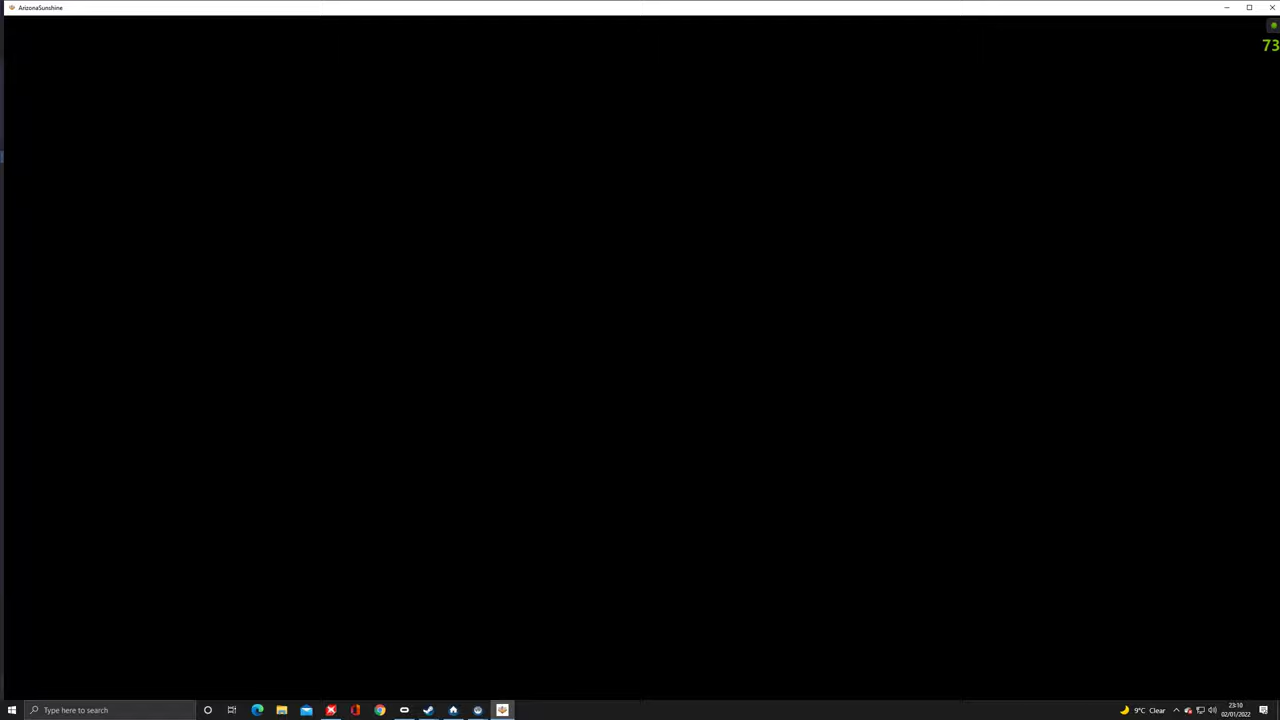 ArizonaSunshine
73
Type here to search
9°C Clear
23:10
02/01/2022